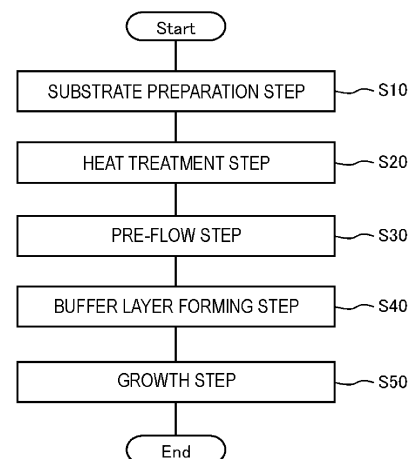 Start
SUBSTRATE PREPARATION STEP S10
HEAT TREATMENT STEP S20
PRE-FLOW STEP S30
BUFFER LAYER FORMING STEP S40
GROWTH STEP S50
End